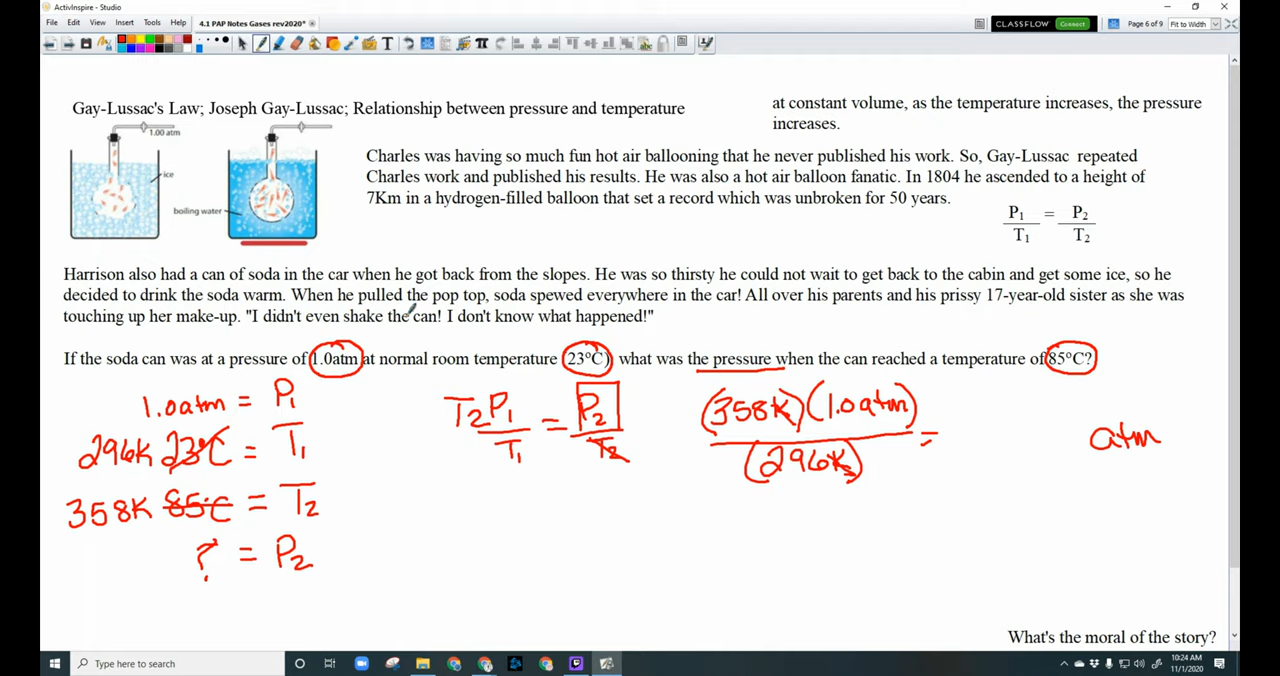 ActivInspire - Studio
File Edit View Insert Tools Help 4.1 PAP Notes Gases rev2020* CLASSFLOW Connect Page 6 of 9 Fit to Width
Gay-Lussac's Law; Joseph Gay-Lussac; Relationship between pressure and temperature
at constant volume, as the temperature increases, the pressure
increases.
1.00 atm
ice
boiling water
Charles was having so much fun hot air ballooning that he never published his work. So, Gay-Lussac repeated
Charles work and published his results. He was also a hot air balloon fanatic. In 1804 he ascended to a height of
7Km in a hydrogen-filled balloon that set a record which was unbroken for 50 years.
P1 = P2
T1 T2
Harrison also had a can of soda in the car when he got back from the slopes. He was so thirsty he could not wait to get back to the cabin and get some ice, so he
decided to drink the soda warm. When he pulled the pop top, soda spewed everywhere in the car! All over his parents and his prissy 17-year-old sister as she was
touching up her make-up. "I didn't even shake the can! I don't know what happened!"
If the soda can was at a pressure of 1.0atm at normal room temperature (23°C), what was the pressure when the can reached a temperature of 85°C?
1.0atm = P1
296K 23°C = T1
358K 85°C = T2
? = P2
T2P1 = P2
T1 T2
(358K)(1.0atm) =
(296K)
atm
What's the moral of the story?
Type here to search
10:24 AM
11/1/2020